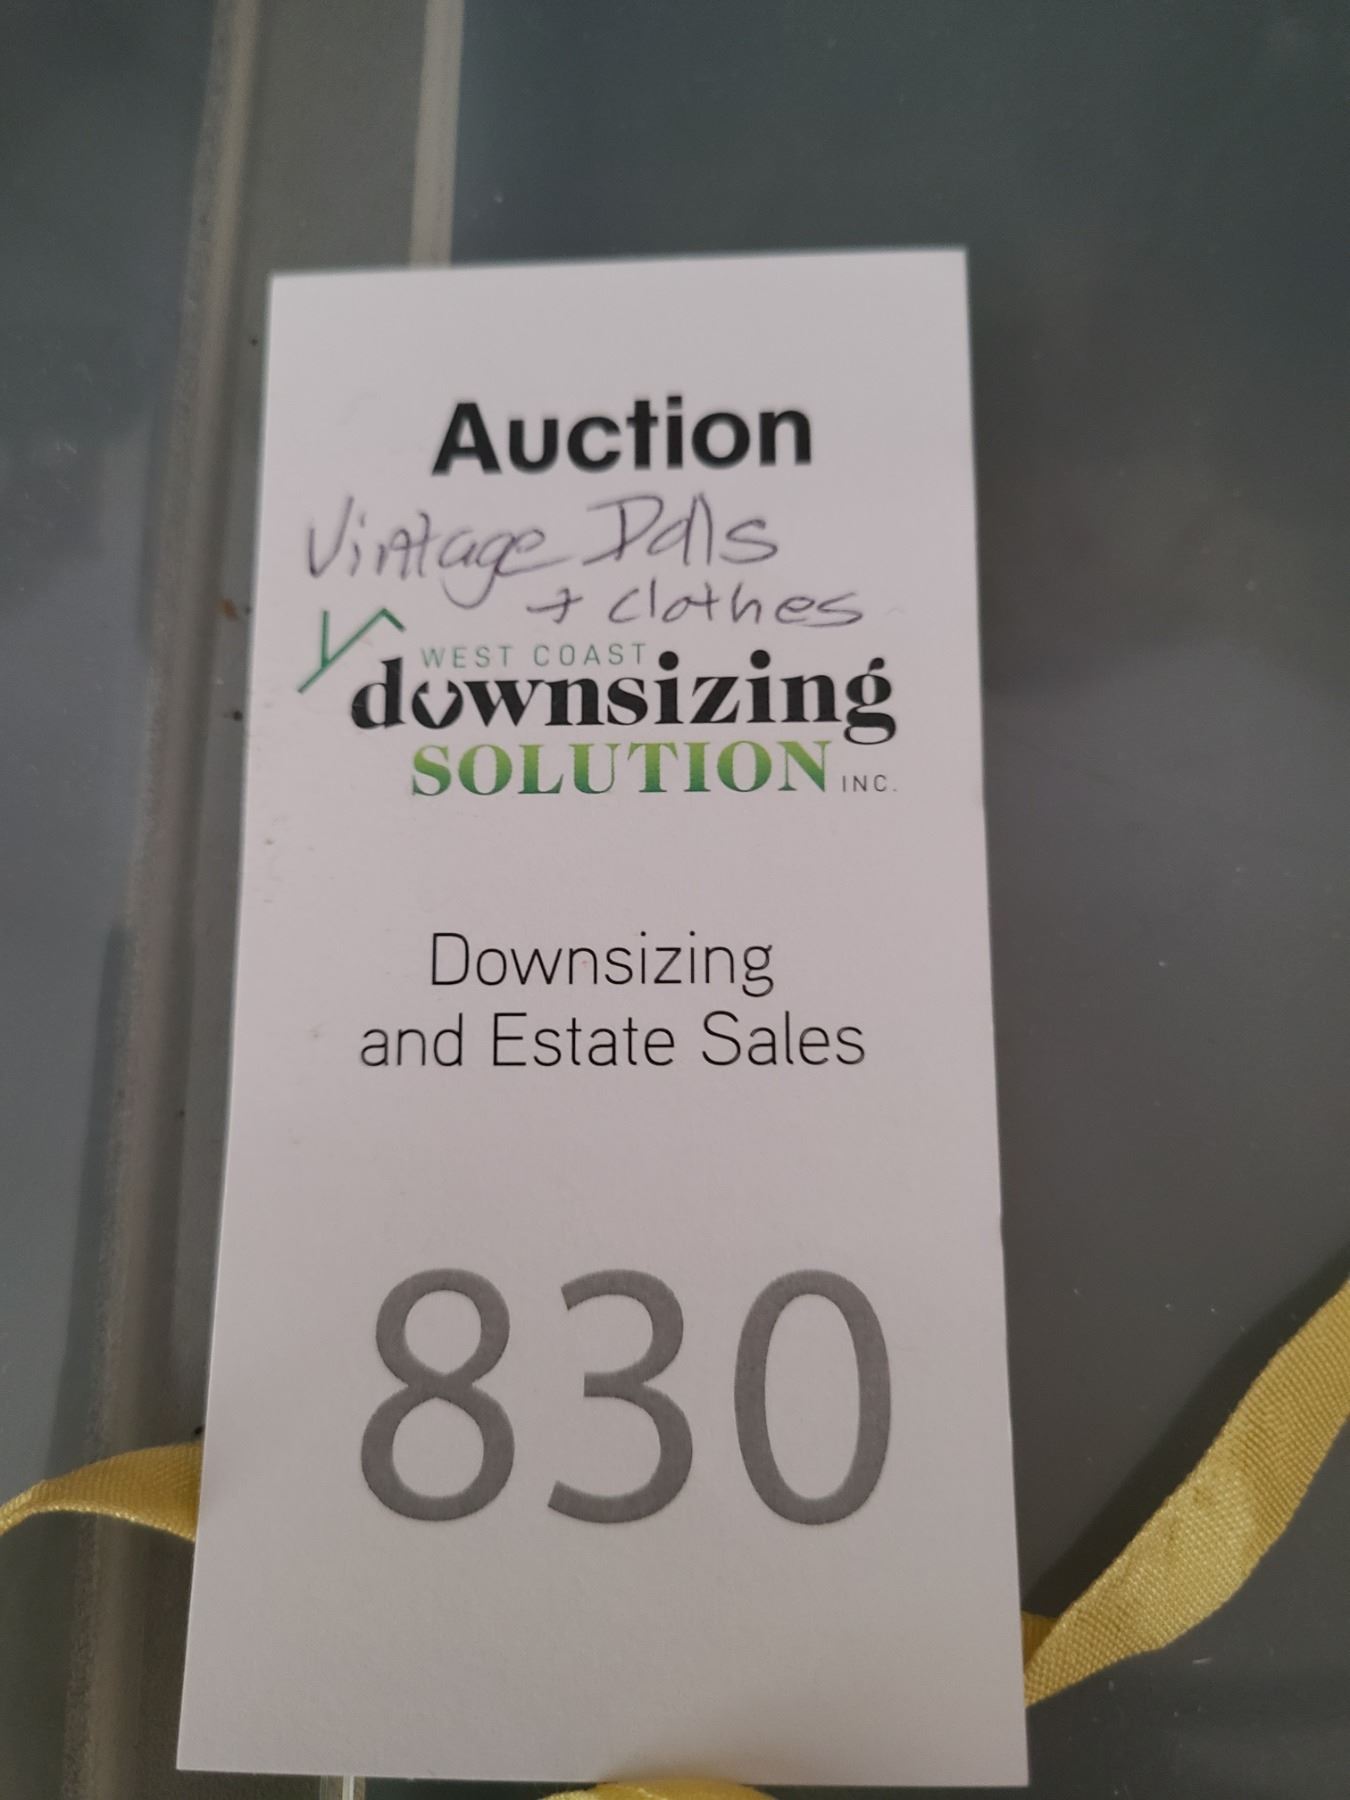 Auction
Vintage Dolls
+ clothes
WEST COAST
downsizing
SOLUTION INC.
Downsizing
and Estate Sales
830